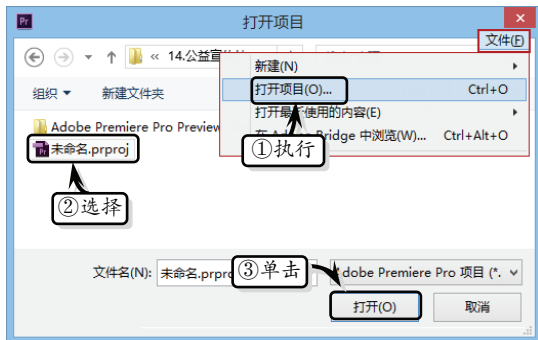 Pr
打开项目
文件(F)
« 14.公益宣
新建(N)
组织
新建文件夹
打开项目(O)...
Ctrl+O
打开最近使用的内容(E)
Adobe Premiere Pro Preview
Bridge 中浏览(W)...
Ctrl+Alt+O
①执行
未命名.prproj
②选择
文件名(N):
未命名.prpr
③单击
dobe Premiere Pro 项目 (*.
打开(O)
取消